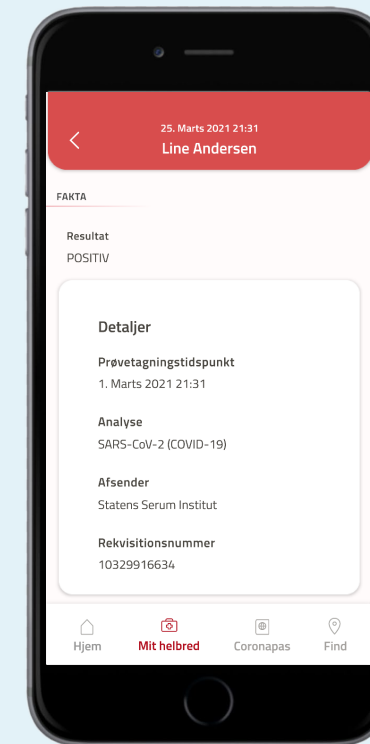 25. Marts 2021 21:31
Line Andersen
FAKTA
Resultat
POSITIV
Detaljer
Prøvetagningstidspunkt
1. Marts 2021 21:31
Analyse
SARS-CoV-2 (COVID-19)
Afsender
Statens Serum Institut
Rekvisitionsnummer
10329916634
Hjem Mit helbred Coronapas Find